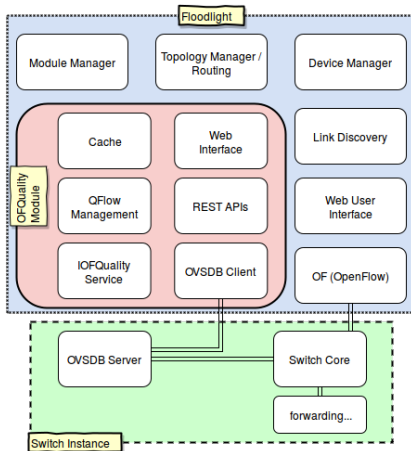 Floodlight
Module Manager
Topology Manager /
Routing
Device Manager
Cache
Web
Interface
Link Discovery
OFQuality
Module
QFlow
Management
REST APIs
Web User
Interface
IOFQuality
Service
OVSDB Client
OF (OpenFlow)
OVSDB Server
Switch Core
forwarding...
Switch Instance